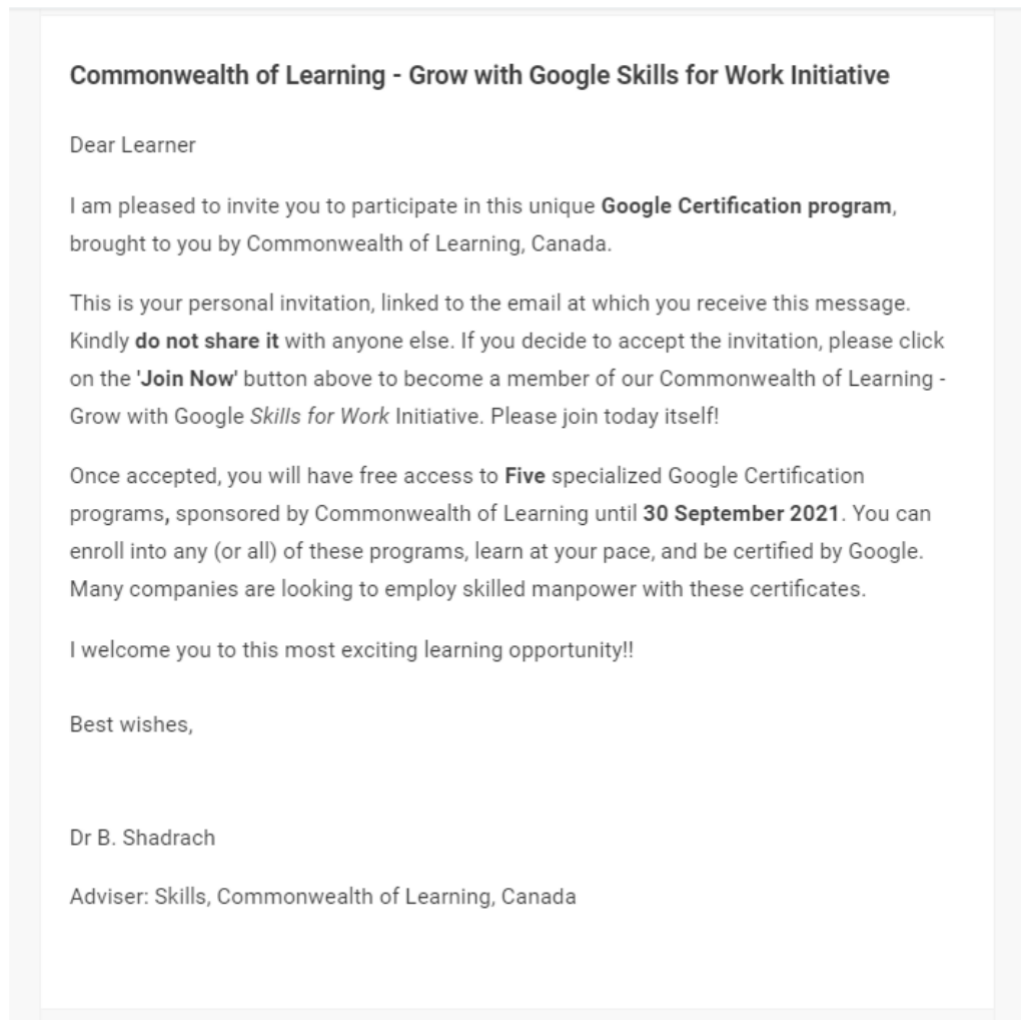 Commonwealth of Learning - Grow with Google Skills for Work Initiative
Dear Learner
I am pleased to invite you to participate in this unique Google Certification program,
brought to you by Commonwealth of Learning, Canada.
This is your personal invitation, linked to the email at which you receive this message.
Kindly do not share it with anyone else. If you decide to accept the invitation, please click
on the 'Join Now' button above to become a member of our Commonwealth of Learning -
Grow with Google Skills for Work Initiative. Please join today itself!
Once accepted, you will have free access to Five specialized Google Certification
programs, sponsored by Commonwealth of Learning until 30 September 2021. You can
enroll into any (or all) of these programs, learn at your pace, and be certified by Google.
Many companies are looking to employ skilled manpower with these certificates.
I welcome you to this most exciting learning opportunity!!
Best wishes,
Dr B. Shadrach
Adviser: Skills, Commonwealth of Learning, Canada